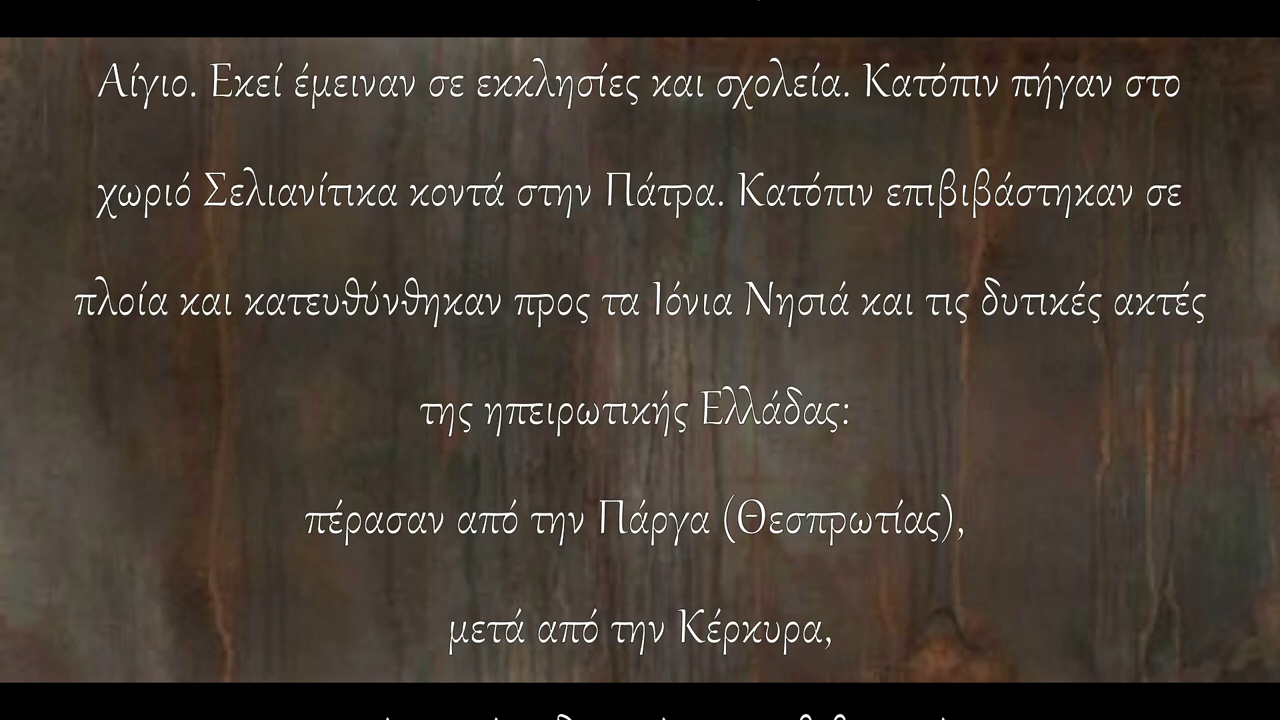 Αίγιο. Εκεί έμειναν σε εκκλησίες και σχολεία. Κατόπιν πήγαν στο
χωριό Σελιανίτικα κοντά στην Πάτρα. Κατόπιν επιβιβάστηκαν σε
πλοία και κατευθύνθηκαν προς τα Ιόνια Νησιά και τις δυτικές ακτές
της ηπειρωτικής Ελλάδας:
πέρασαν από την Πάργα (Θεσπρωτίας),
μετά από την Κέρκυρα,